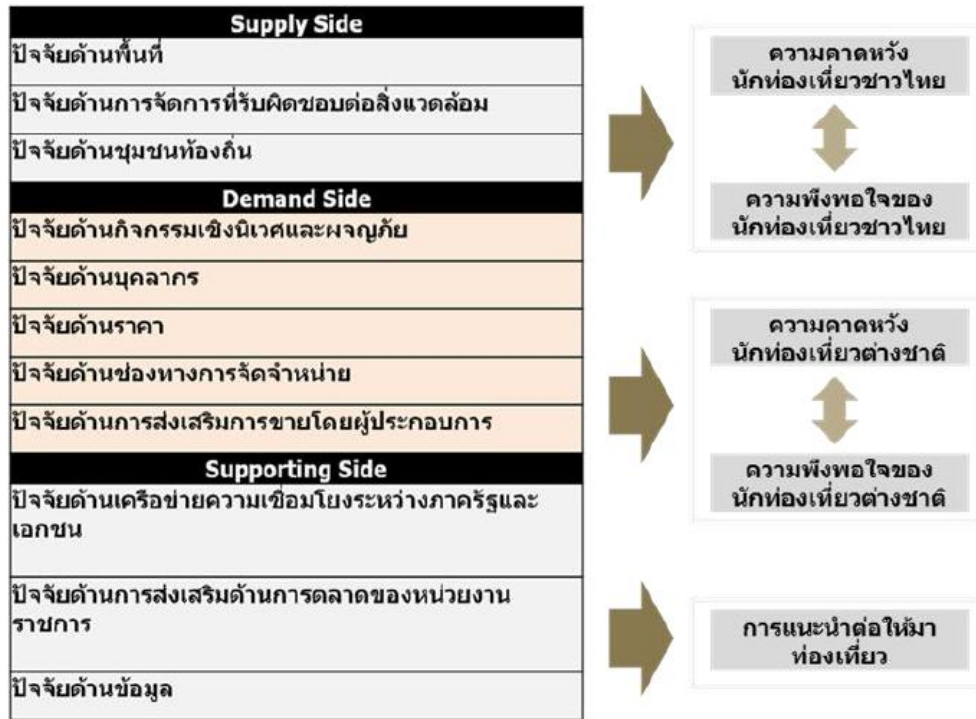 Supply Side
ปัจจัยด้านพื้นที่
ปัจจัยด้านการจัดการที่รับผิดชอบต่อสิ่งแวดล้อม
ปัจจัยด้านชุมชนท้องถิ่น
Demand Side
ปัจจัยด้านกิจกรรมเชิงนิเวศและผจญภัย
ปัจจัยด้านบุคลากร
ปัจจัยด้านราคา
ปัจจัยด้านช่องทางการจัดจำหน่าย
ปัจจัยด้านการส่งเสริมการขายโดยผู้ประกอบการ
Supporting Side
ปัจจัยด้านเครือข่ายความเชื่อมโยงระหว่างภาครัฐและ
เอกชน
ปัจจัยด้านการส่งเสริมด้านการตลาดของหน่วยงาน
ราชการ
ปัจจัยด้านข้อมูล
ความคาดหวัง
นักท่องเที่ยวชาวไทย
ความพึงพอใจของ
นักท่องเที่ยวชาวไทย
ความคาดหวัง
นักท่องเที่ยวต่างชาติ
ความพึงพอใจของ
นักท่องเที่ยวต่างชาติ
การแนะนำต่อให้มา
ท่องเที่ยว